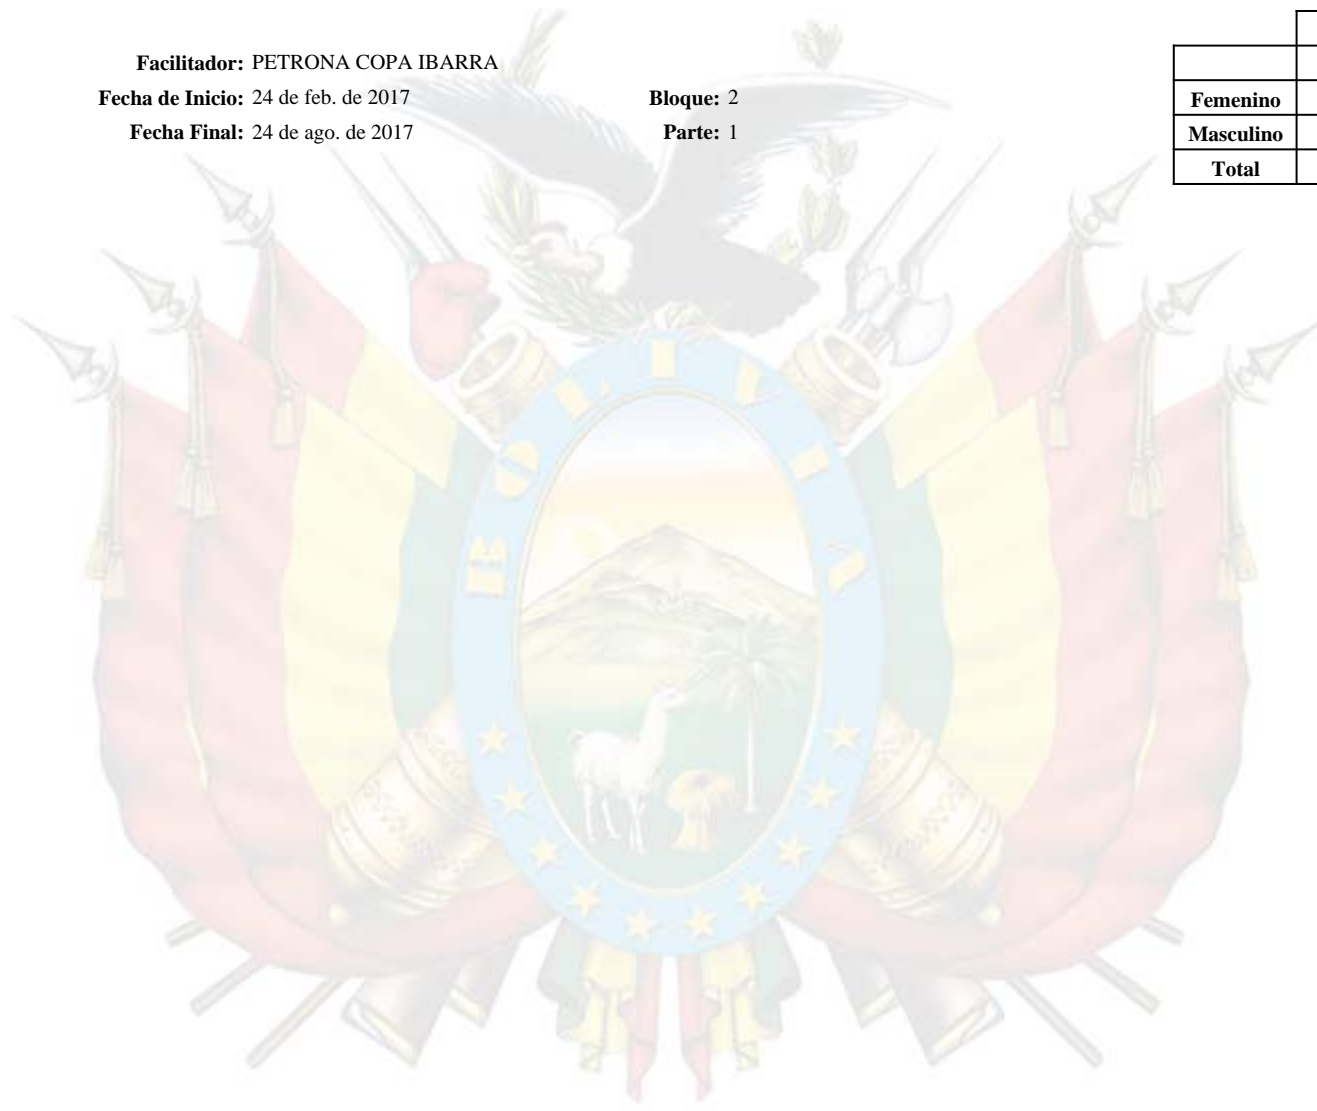 Facilitador: PETRONA COPA IBARRA
Fecha de Inicio: 24 de feb. de 2017 Bloque: 2
Fecha Final: 24 de ago. de 2017 Parte: 1
Femenino
Masculino
Total
BOLIVIA